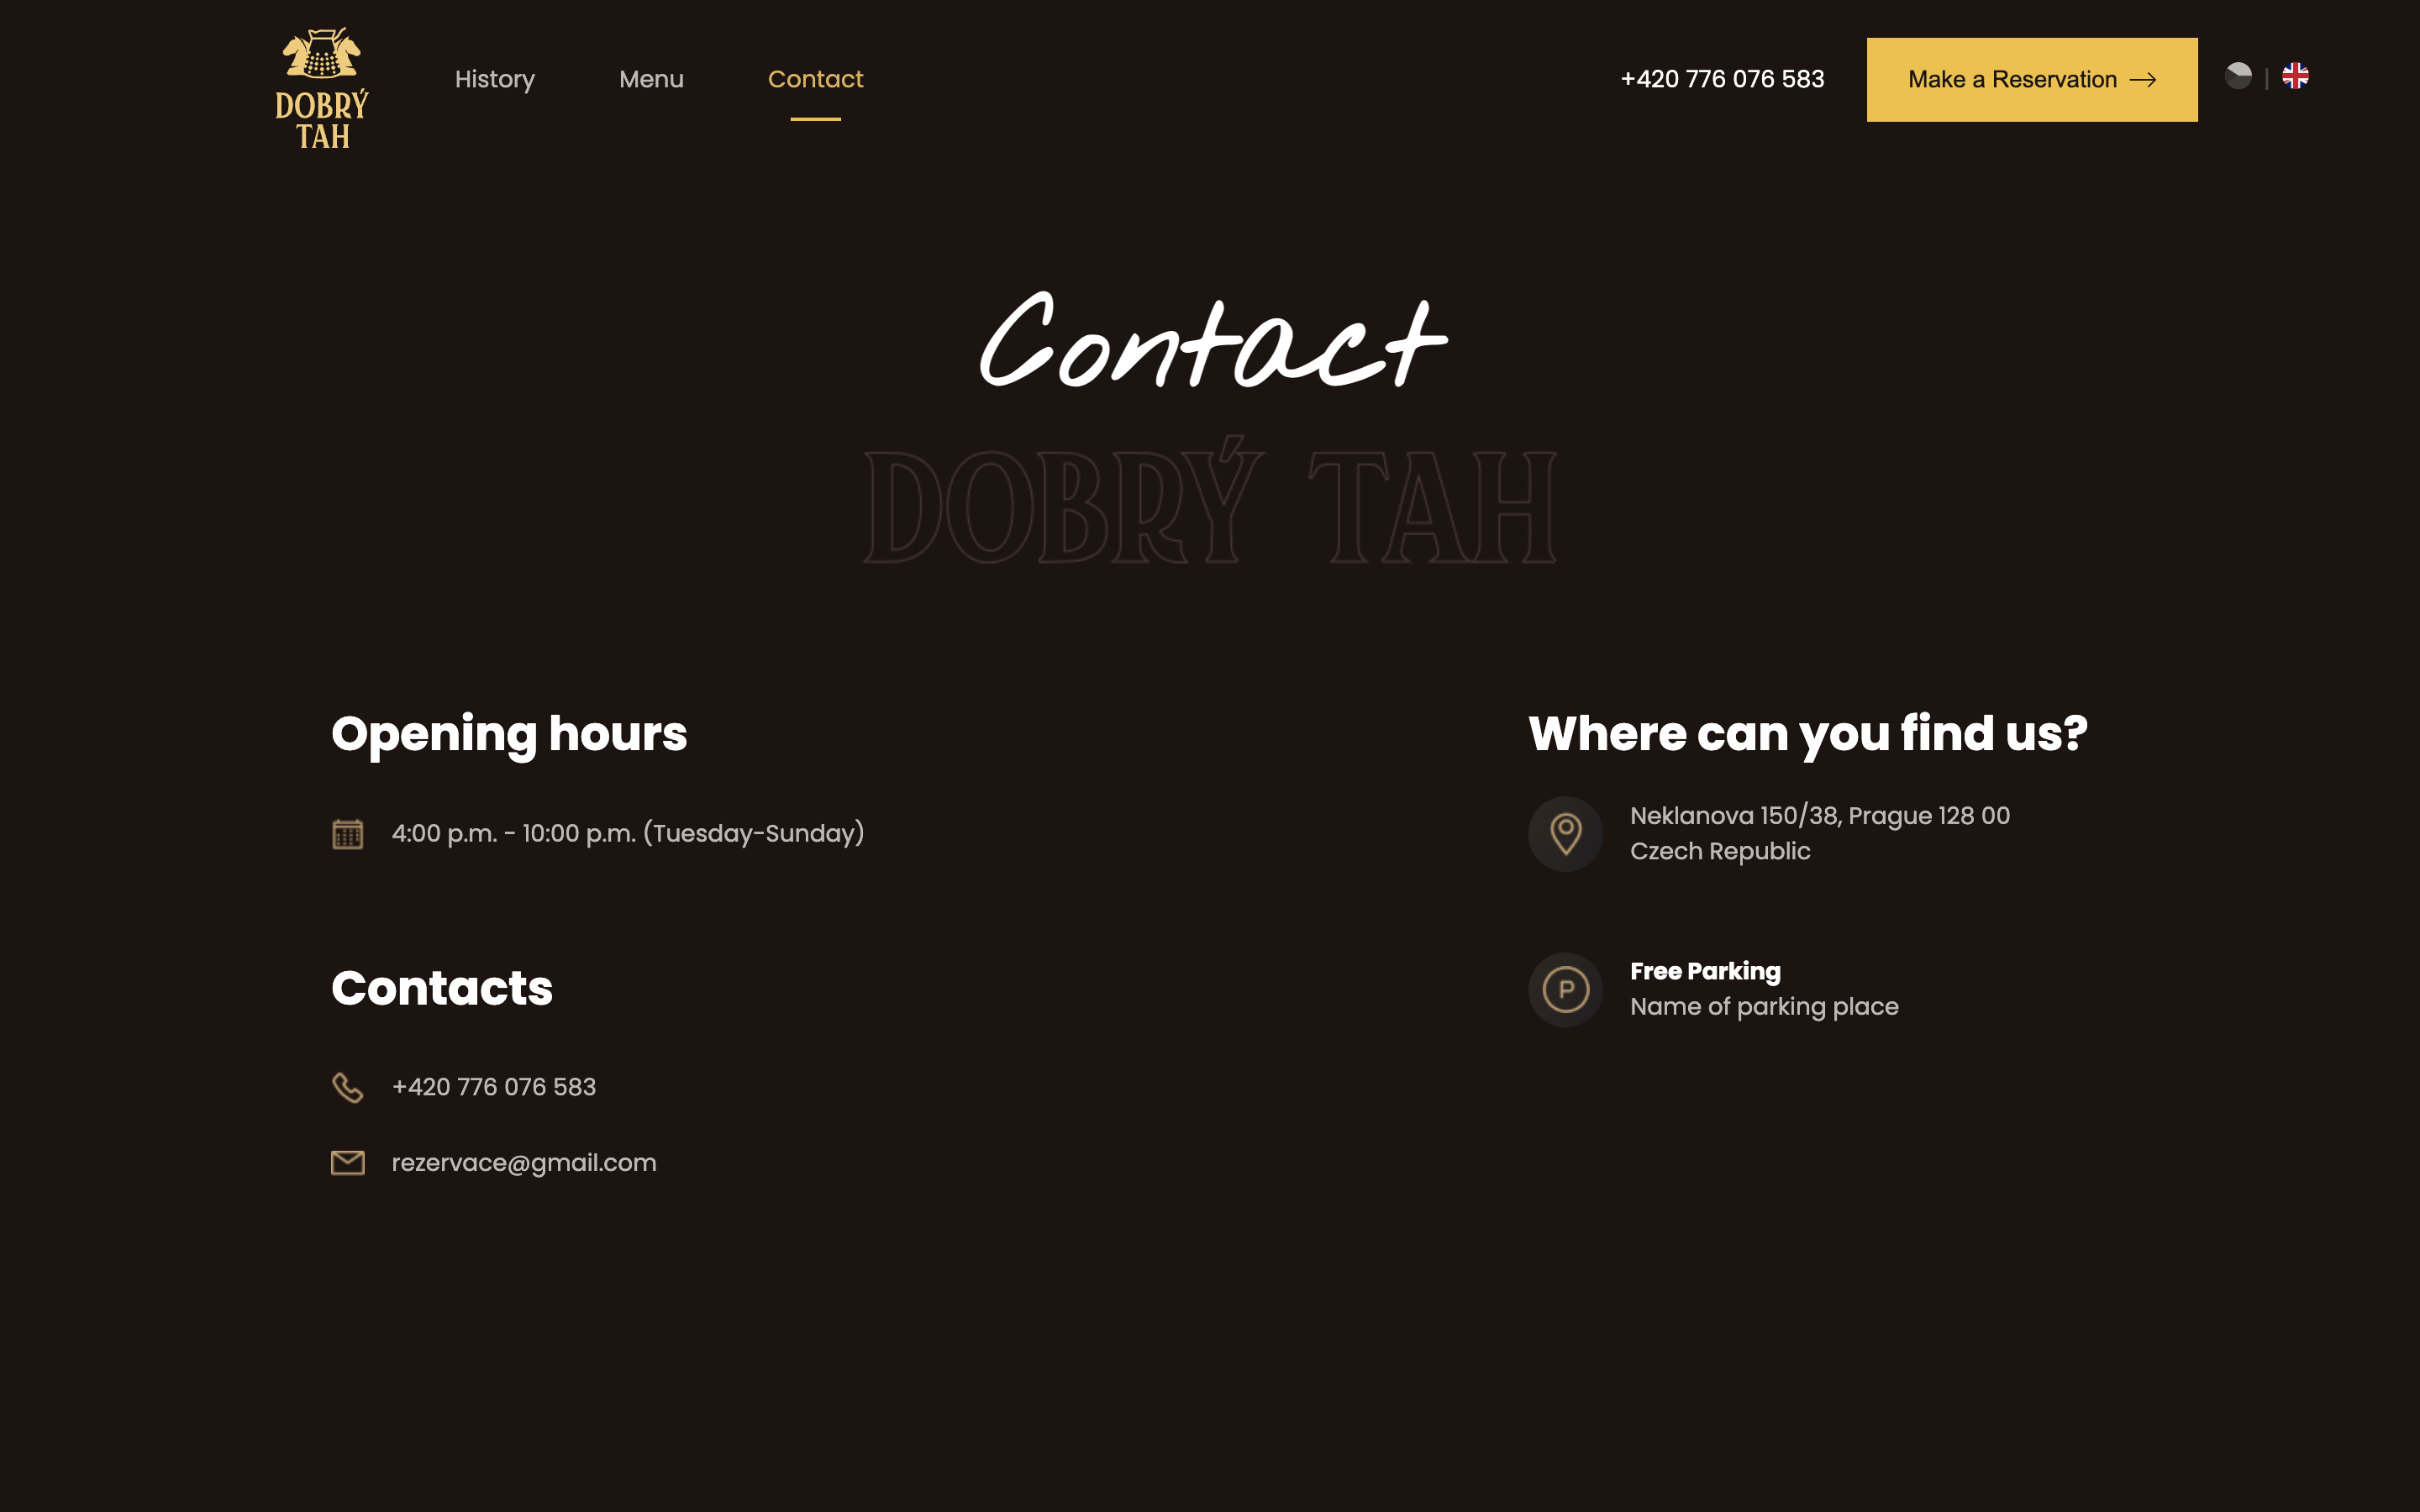 DOBRÝ
TAH
History
Menu
Contact
+420 776 076 583
Make a Reservation →
|
Contact
DOBRÝ TAH
Opening hours
4:00 p.m. - 10:00 p.m. (Tuesday-Sunday)
Contacts
+420 776 076 583
rezervace@gmail.com
Where can you find us?
Neklanova 150/38, Prague 128 00
Czech Republic
P
Free Parking
Name of parking place